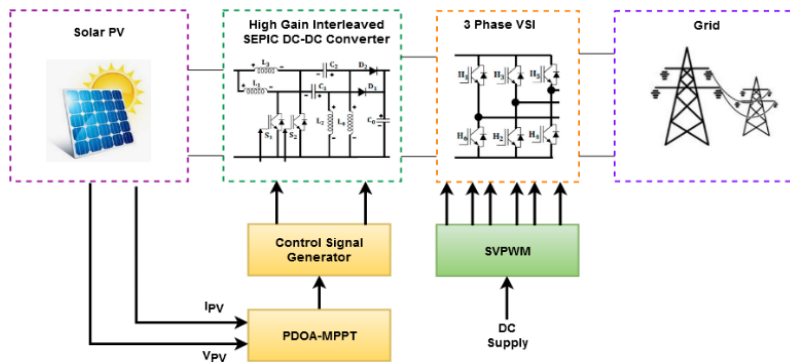 Solar PV
High Gain Interleaved
SEPIC DC-DC Converter
3 Phase VSI
Grid
L3
C2
D2
L1
C1
D1
S1
S2
L2
L4
C0
H1
H3
H5
H6
H2
Control Signal
Generator
SVPWM
IPV
PDOA-MPPT
VPV
DC
Supply